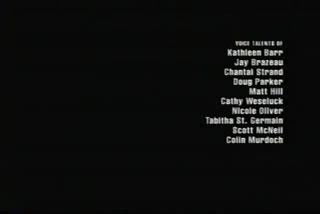 VOICE TALENTS OF
Kathleen Barr
Jay Brazeau
Chantal Strand
Doug Parker
Matt Hill
Cathy Weseluck
Nicole Oliver
Tabitha St. Germain
Scott McNeil
Colin Murdoch